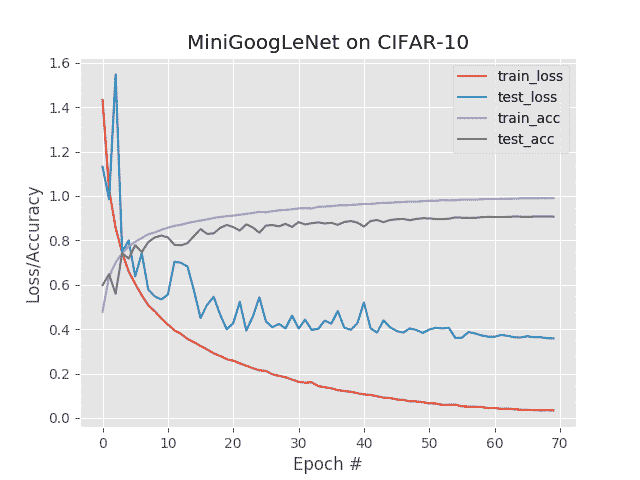 MiniGoogLeNet on CIFAR-10
train_loss
test_loss
train_acc
test_acc
Loss/Accuracy
1.6
1.4
1.2
1.0
0.8
0.6
0.4
0.2
0.0
0 10 20 30 40 50 60 70
Epoch #